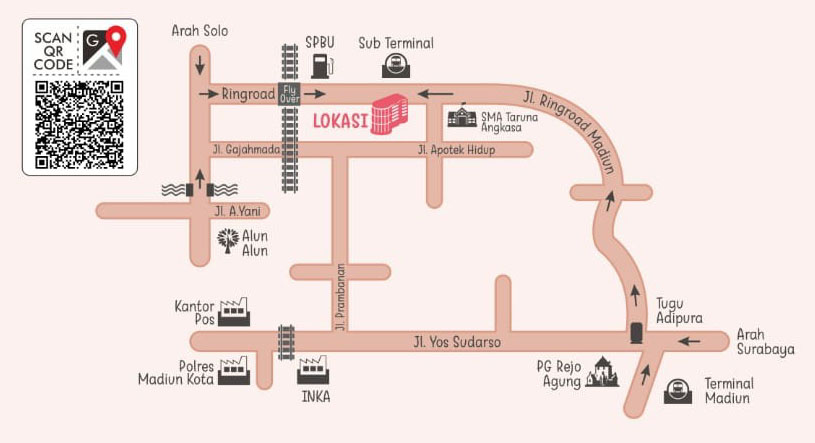 SCAN
QR
CODE
G
Arah Solo
SPBU
Sub Terminal
Ringroad
Fly
Over
LOKASI
SMA Taruna
Angkasa
Jl. Ringroad Madiun
Jl. Gajahmada
Jl. Apotek Hidup
Jl. A.Yani
Alun
Alun
Jl. Prambanan
Kantor
Pos
Jl. Yos Sudarso
Tugu
Adipura
Arah
Surabaya
Polres
Madiun Kota
INKA
PG Rejo
Agung
Terminal
Madiun